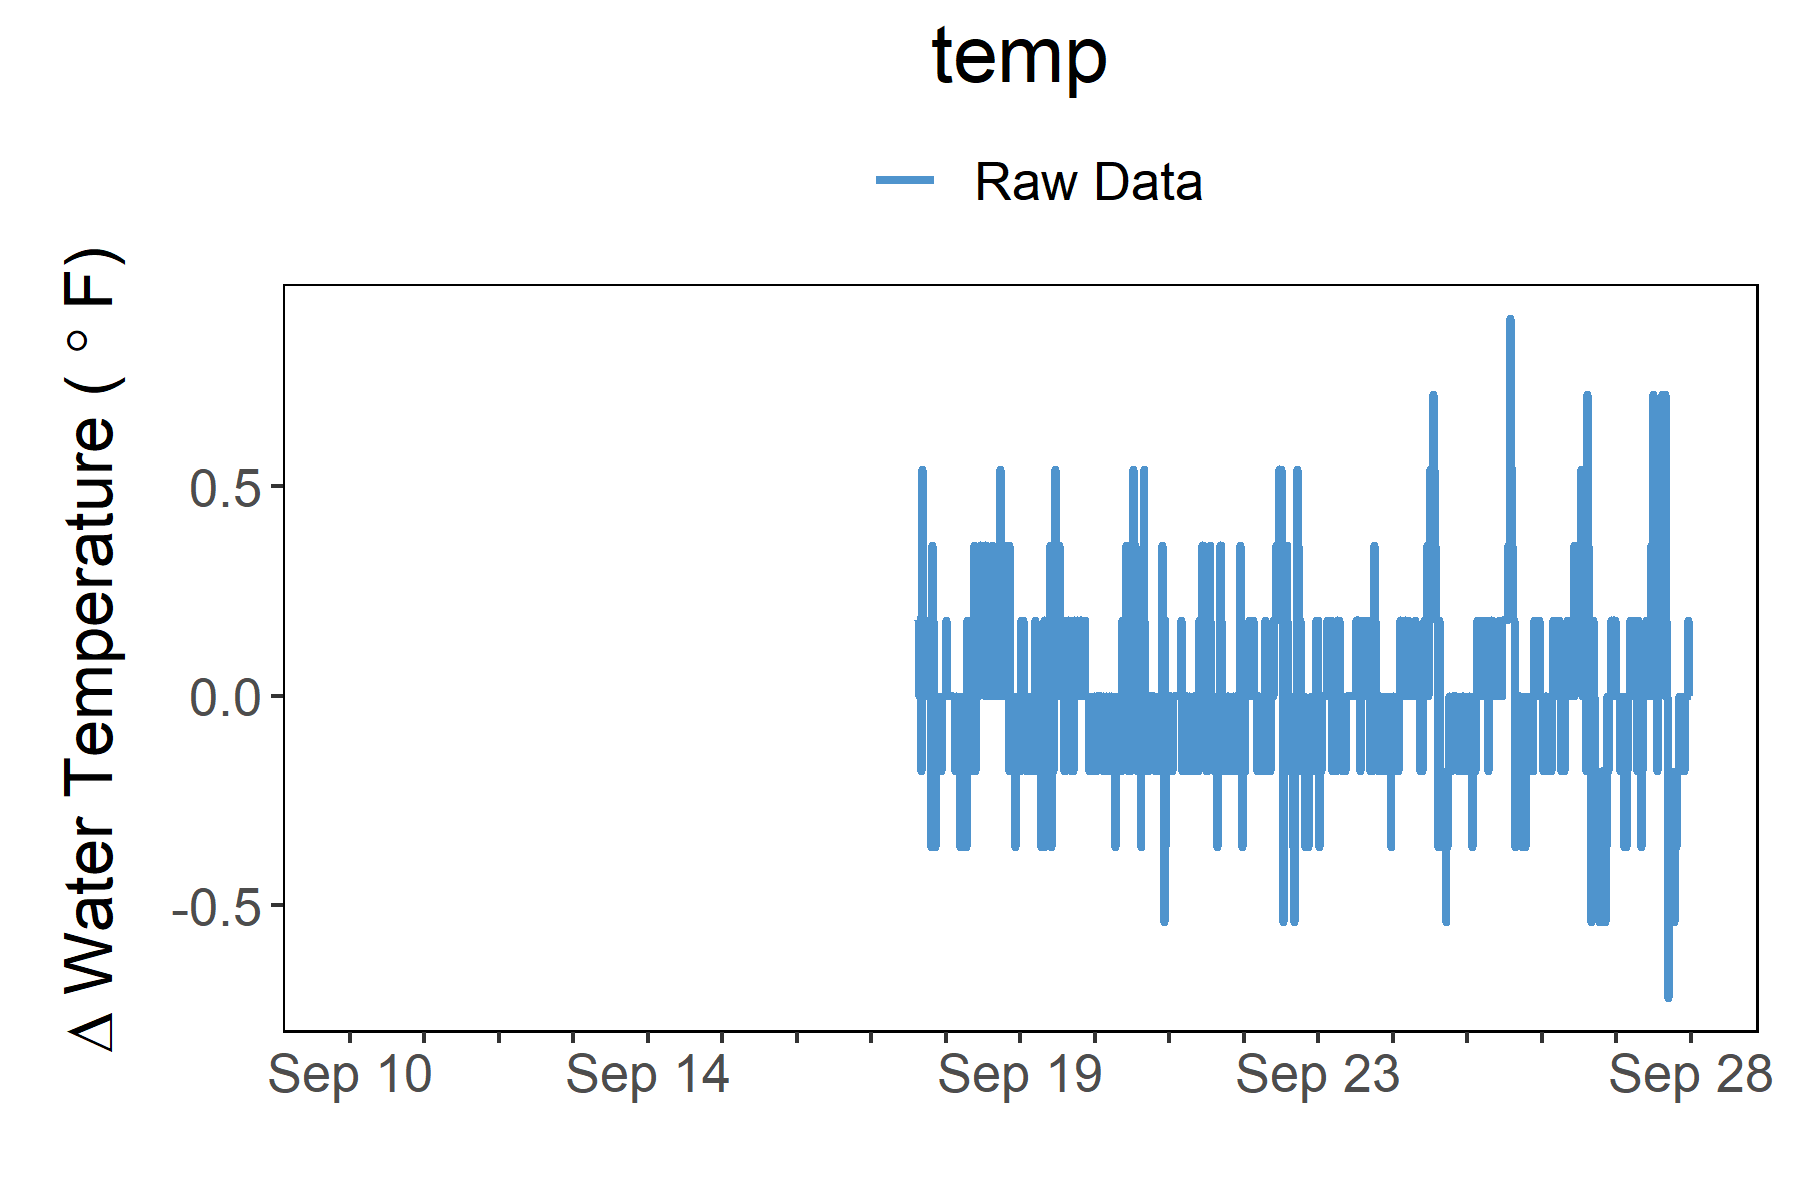 temp
Raw Data
Δ Water Temperature ( ° F)
0.5
0.0
-0.5
Sep 10 Sep 14 Sep 19 Sep 23 Sep 28